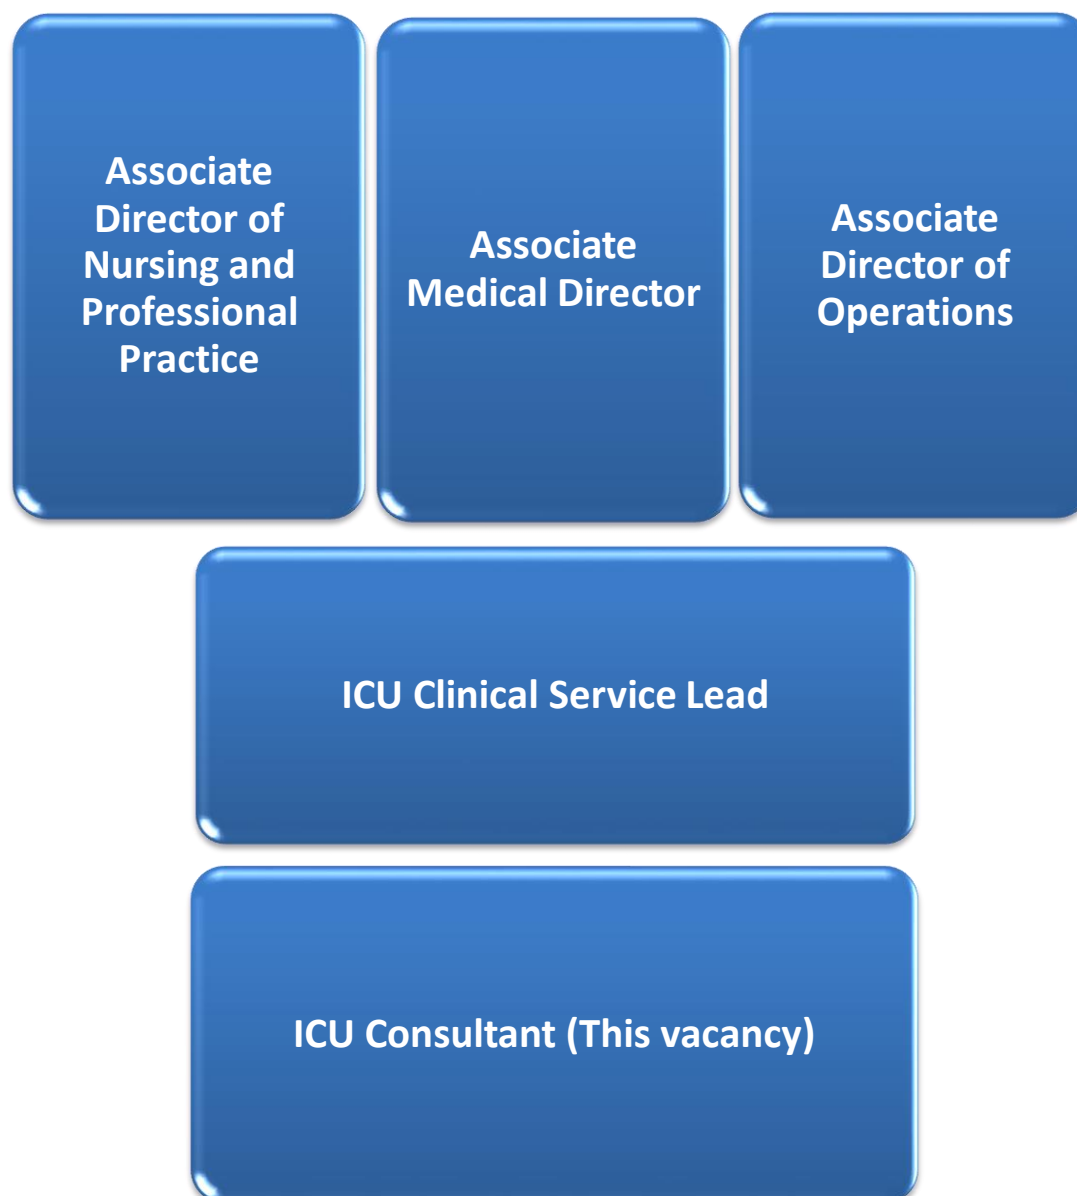 Associate
Director of
Nursing and
Professional
Practice
Associate
Medical Director
Associate
Director of
Operations
ICU Clinical Service Lead
ICU Consultant (This vacancy)